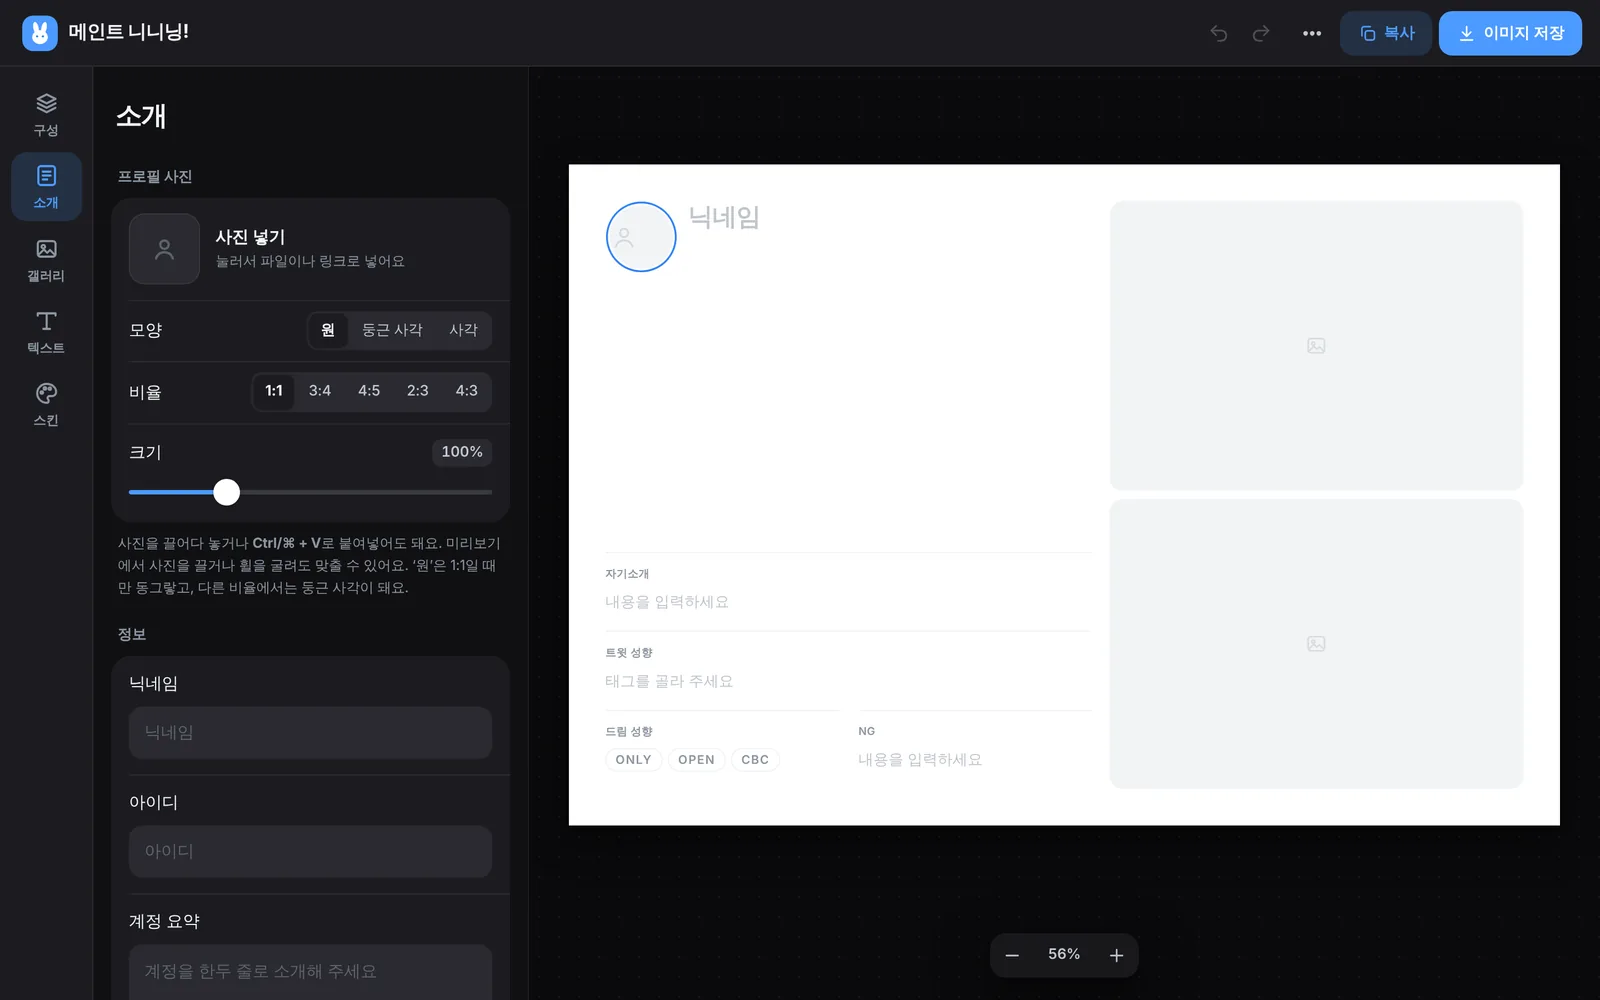 메인트 니니닝!
복사
이미지 저장
구성
소개
갤러리
텍스트
스킨
소개
프로필 사진
사진 넣기
눌러서 파일이나 링크로 넣어요
모양
원 둥근 사각 사각
비율
1:1 3:4 4:5 2:3 4:3
크기
100%
사진을 끌어다 놓거나 Ctrl/⌘ + V로 붙여넣어도 돼요. 미리보기
에서 사진을 끌거나 휠을 굴려도 맞출 수 있어요. ‘원’은 1:1일 때
만 동그랗고, 다른 비율에서는 둥근 사각이 돼요.
정보
닉네임
닉네임
아이디
아이디
계정 요약
계정을 한두 줄로 소개해 주세요
닉네임
자기소개
내용을 입력하세요
트윗 성향
태그를 골라 주세요
드림 성향
ONLY OPEN CBC
NG
내용을 입력하세요
56%